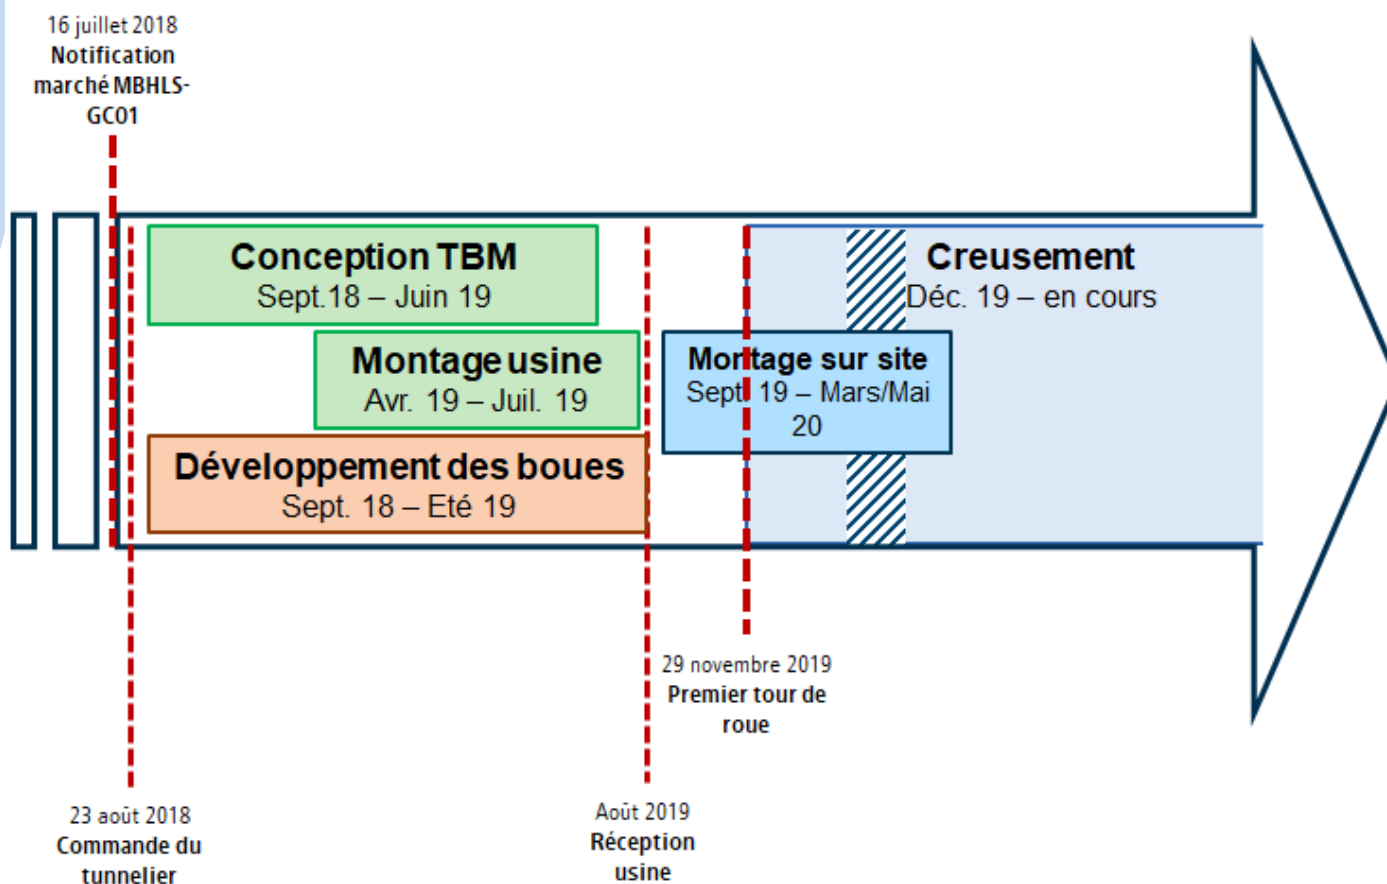 16 juillet 2018
Notification
marché MBHLS-
GC01
Conception TBM
Sept.18 – Juin 19
Montage usine
Avr. 19 – Juil. 19
Développement des boues
Sept. 18 – Eté 19
Creusement
Déc. 19 – en cours
Montage sur site
Sept. 19 – Mars/Mai
20
29 novembre 2019
Premier tour de
roue
23 août 2018
Commande du
tunnelier
Août 2019
Réception
usine